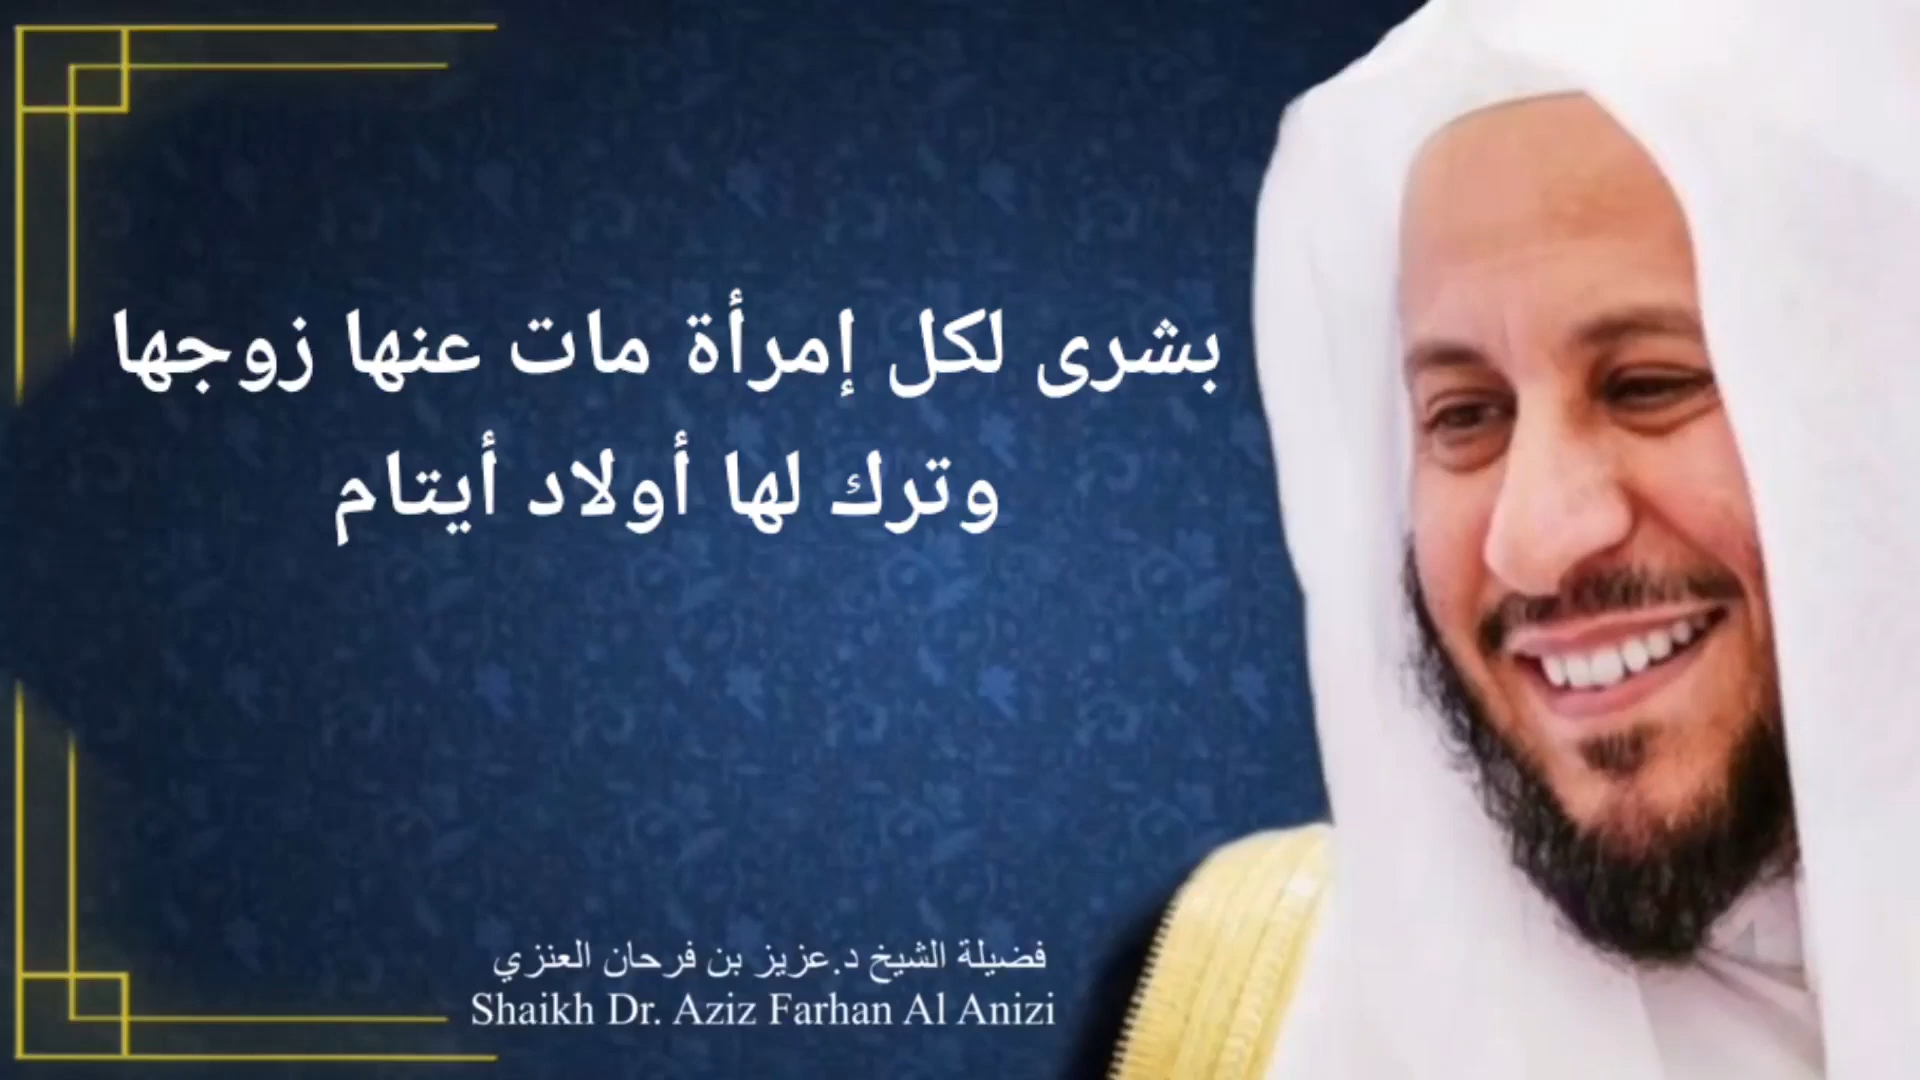 بشرى لكل إمرأة مات عنها زوجها
وترك لها أولاد أيتام
فضيلة الشيخ د.عزيز بن فرحان العنزي
Shaikh Dr. Aziz Farhan Al Anizi